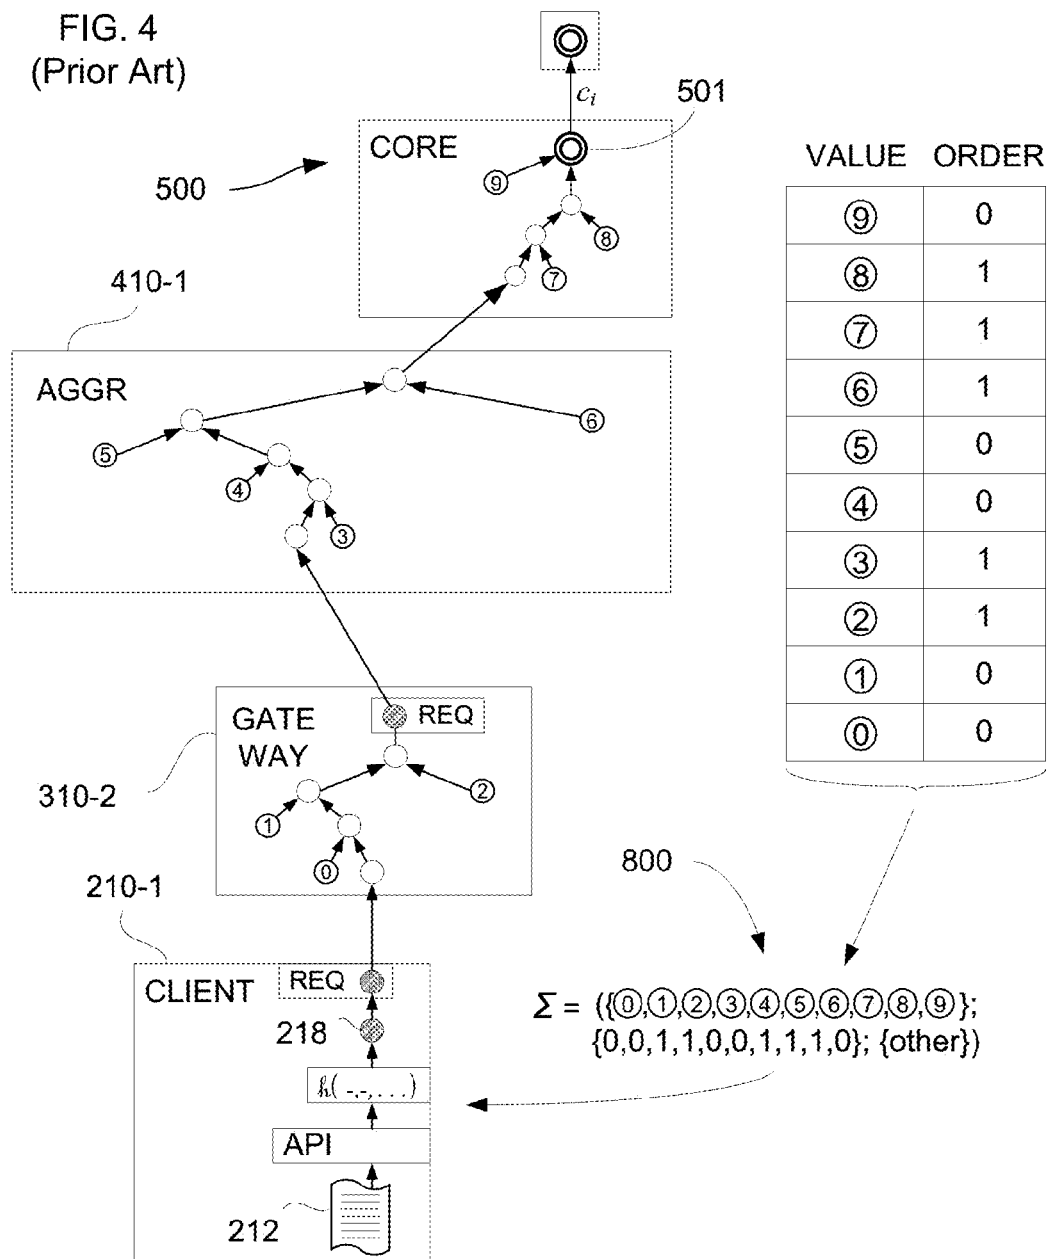 FIG. 4
(Prior Art)
c_i
501
CORE
500
⑨
⑧
⑦
VALUE ORDER
⑨ 0
⑧ 1
⑦ 1
⑥ 1
⑤ 0
④ 0
③ 1
② 1
① 0
⓪ 0
410-1
AGGR
⑥
⑤
④
③
REQ
GATE
WAY
310-2
②
①
⓪
210-1
800
REQ
CLIENT
218
h( -,-, . . . )
API
212
Σ = ({⓪,①,②,③,④,⑤,⑥,⑦,⑧,⑨};
{0,0,1,1,0,0,1,1,1,0}; {other})